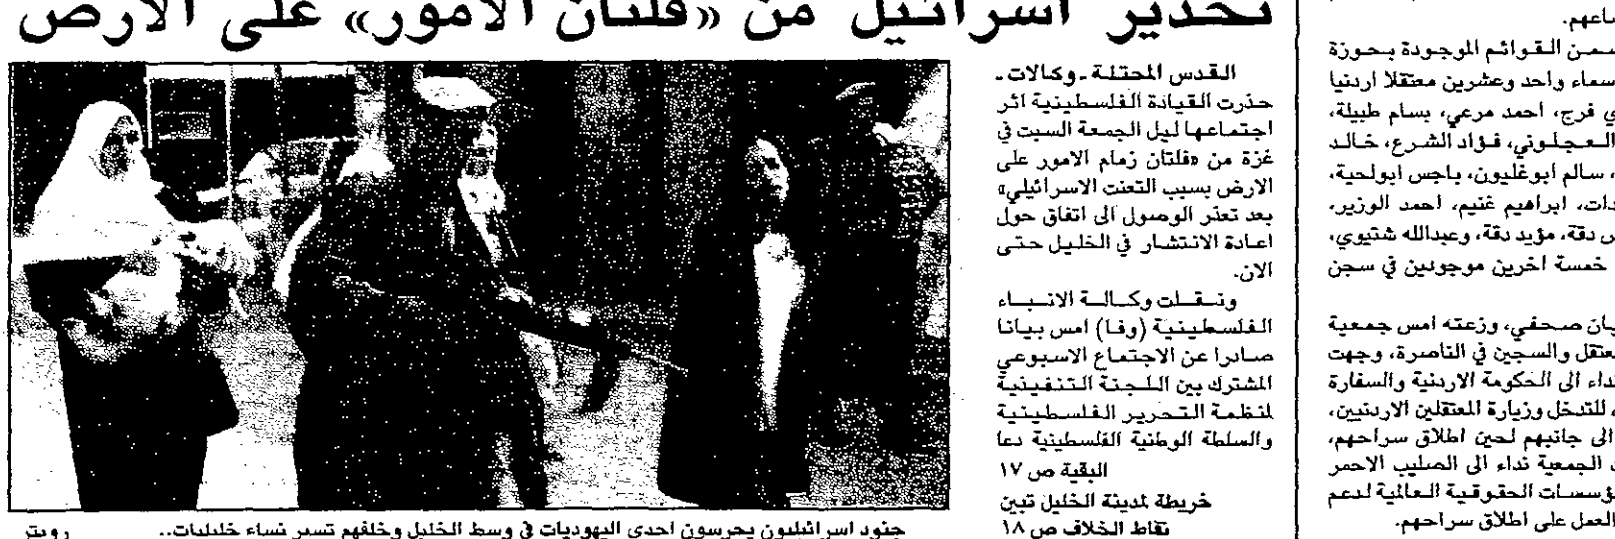 تحذير اسرائيل من «فلتان الامور» على الارض
القدس المحتلة ـ وكالات ـ
حذرت القيادة الفلسطينية اثر
اجتماعها ليل الجمعة السبت في
غزة من «فلتان زمام الامور على
الارض بسبب التعنت الاسرائيلي»
بعد تعذر الوصول الى اتفاق حول
اعادة الانتشار في الخليل حتى
الان.
ونقلت وكالة الانباء
الفلسطينية (وفا) امس بيانا
صادرا عن الاجتماع الاسبوعي
المشترك بين اللجنة التنفيذية
لمنظمة التحرير الفلسطينية
والسلطة الوطنية الفلسطينية دعا
البقية ص ١٧
خريطة لمدينة الخليل تبين
نقاط الخلاف ص ١٨
جنود اسرائيليون يحرسون احدى اليهوديات في وسط الخليل وخلفهم تسير نساء خليليات.. رويتر
القوائم الموجودة بحوزة
سماء واحد وعشرين معتقلا اردنيا
فرج، احمد مرعي، بسام طبيلة،
العجلوني، فؤاد الشرع، خالد
سالم ابوغليون، باجس ابولحية،
ابراهيم غنيم، احمد الوزير،
دقة، مؤيد دقة، وعبدالله شتيوي،
خمسة اخرين موجودين في سجن
صحفي، وزعته امس جمعية
والسجين في الناصرة، وجهت
نداء الى الحكومة الاردنية والسفارة
للتدخل وزيارة المعتقلين الاردنيين،
الى جانبهم لحين اطلاق سراحهم،
الجمعية نداء الى الصليب الاحمر
الحقوقية العالمية لدعم
العمل على اطلاق سراحهم.